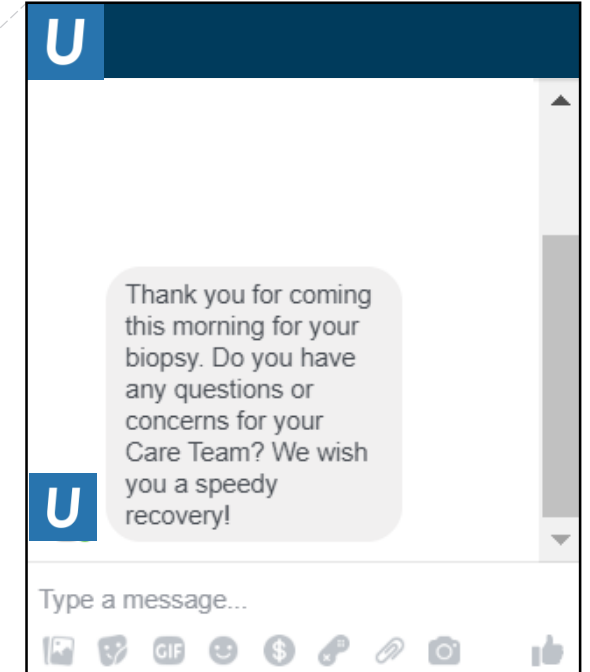 U
Thank you for coming
this morning for your
biopsy. Do you have
any questions or
concerns for your
Care Team? We wish
you a speedy
recovery!
U
Type a message...
GIF
$